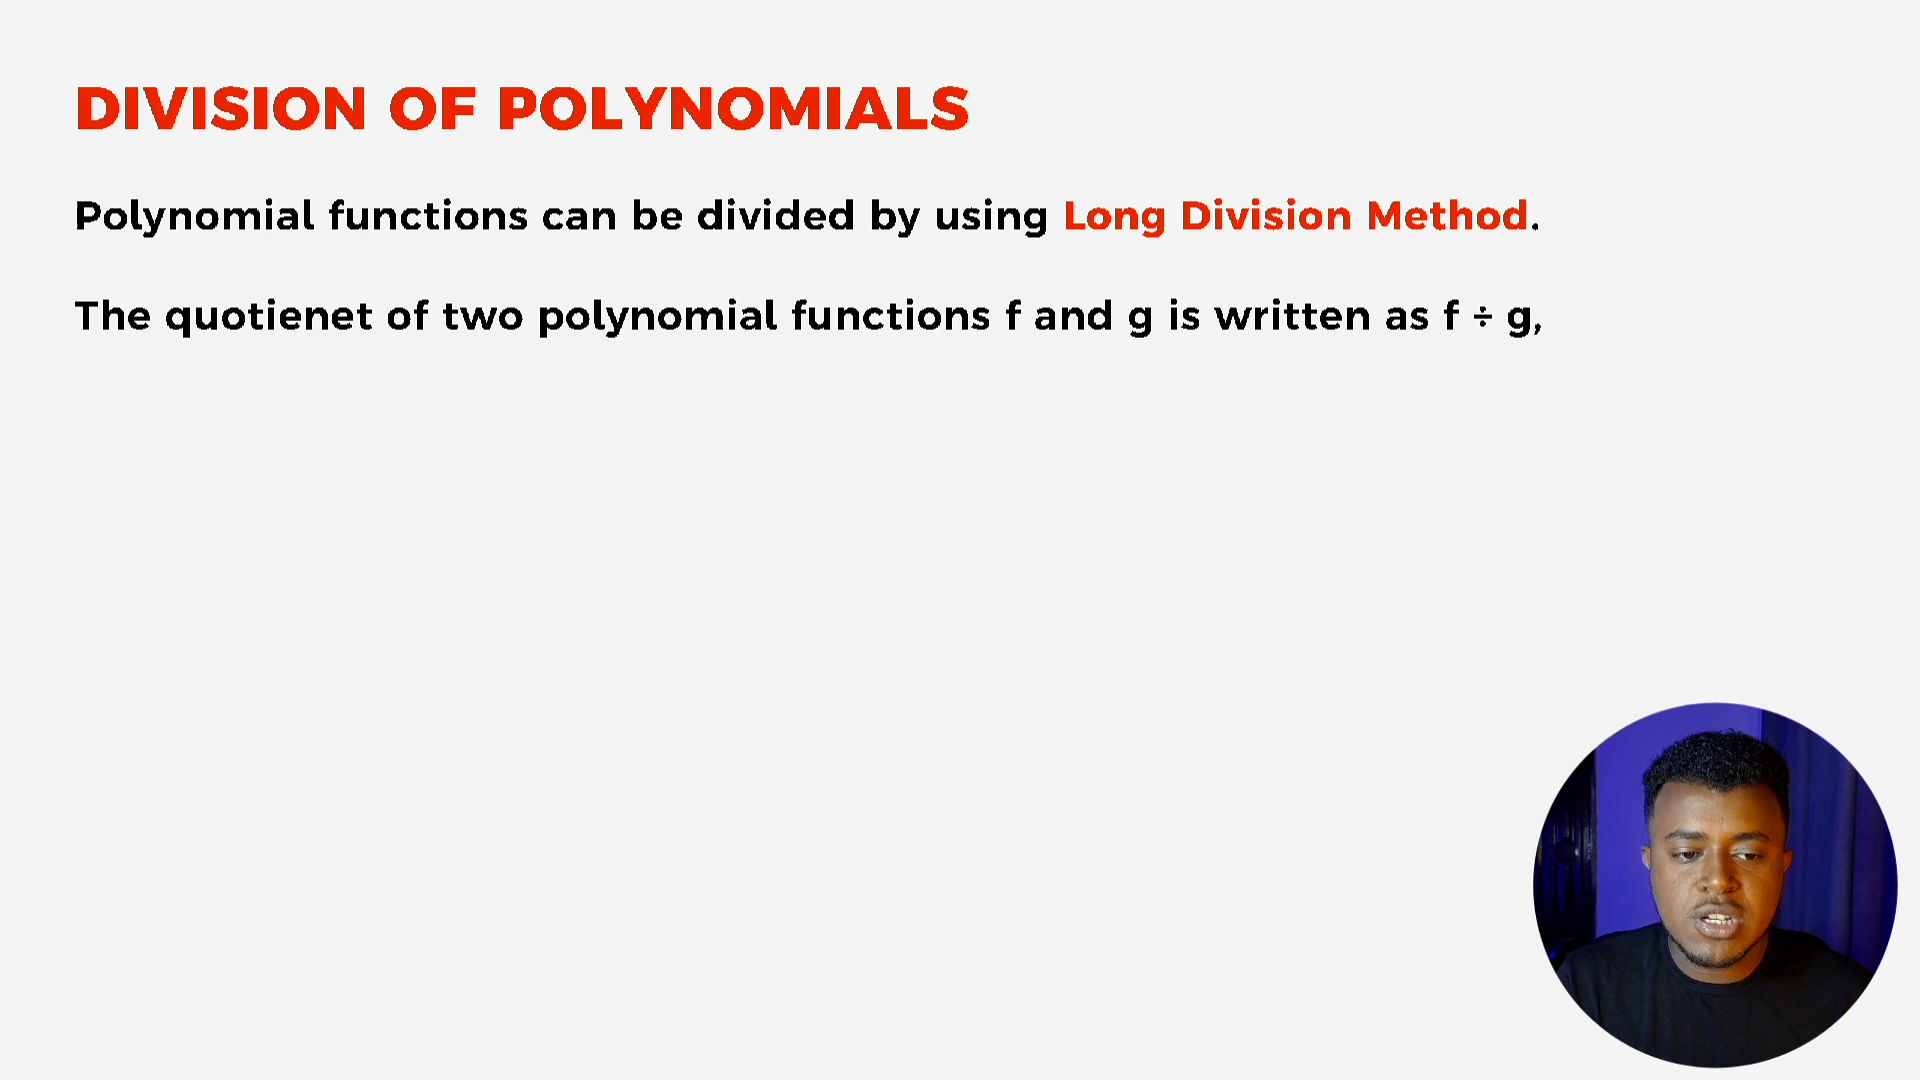 DIVISION OF POLYNOMIALS
Polynomial functions can be divided by using Long Division Method.
The quotienet of two polynomial functions f and g is written as f ÷ g,